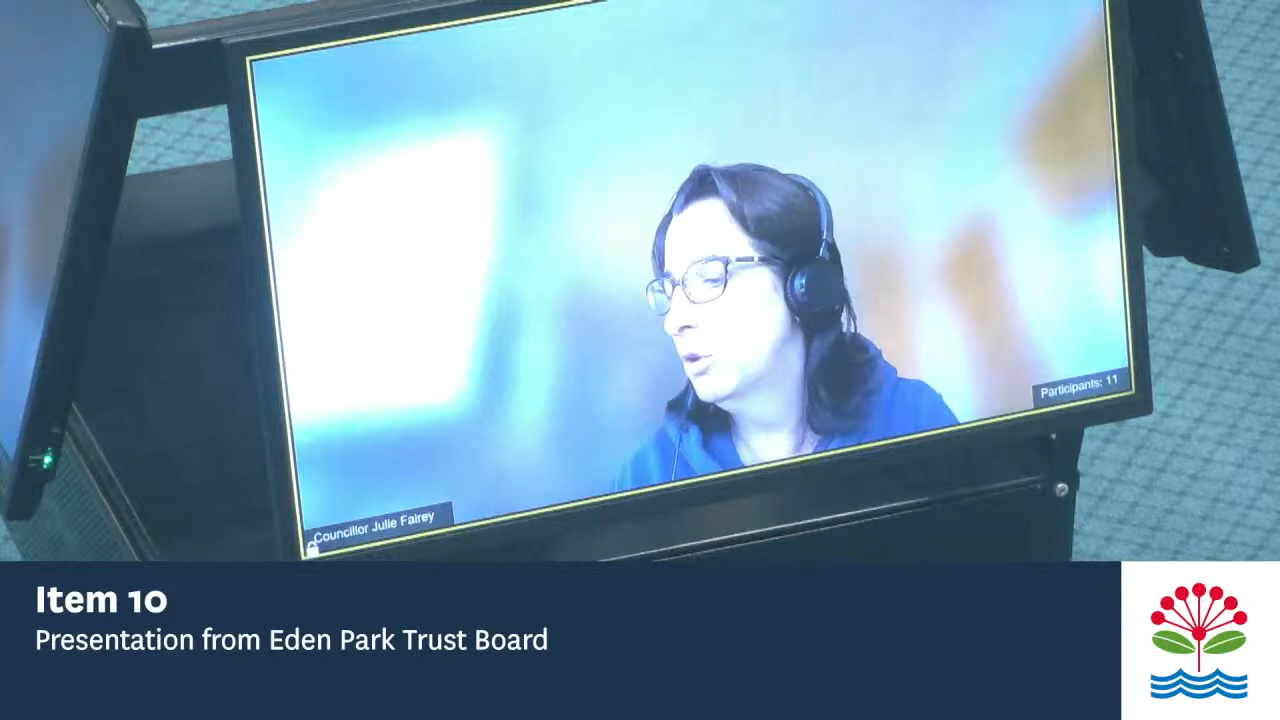 Participants: 11
Councillor Julie Fairey
Item 10
Presentation from Eden Park Trust Board